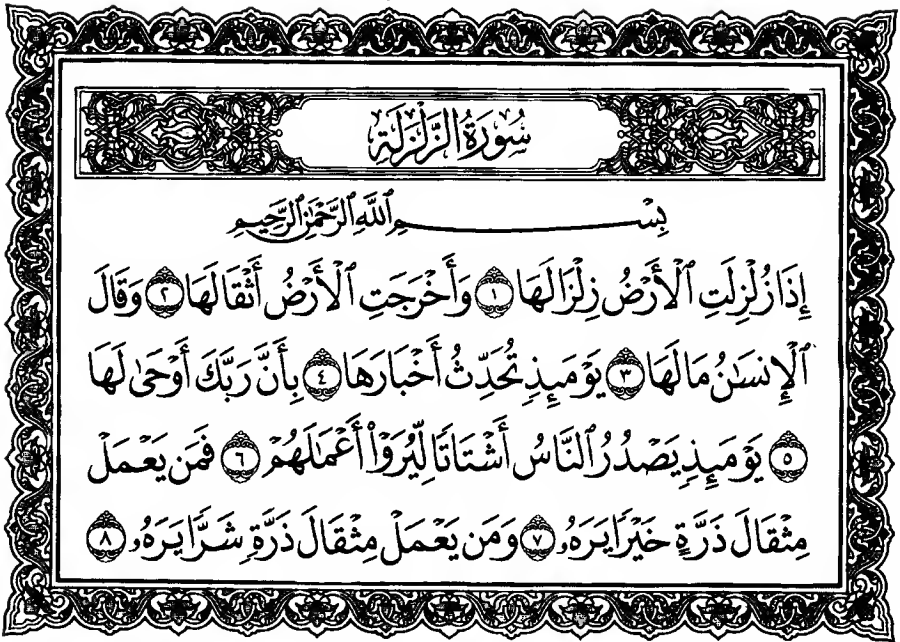 سُورَةُ الزَّلْزَلَةِ
بِسْمِ ٱللَّهِ ٱلرَّحْمَٰنِ ٱلرَّحِيمِ
إِذَا زُلْزِلَتِ ٱلْأَرْضُ زِلْزَالَهَا ١ وَأَخْرَجَتِ ٱلْأَرْضُ أَثْقَالَهَا ٢ وَقَالَ
ٱلْإِنسَٰنُ مَا لَهَا ٣ يَوْمَئِذٍ تُحَدِّثُ أَخْبَارَهَا ٤ بِأَنَّ رَبَّكَ أَوْحَىٰ لَهَا
٥ يَوْمَئِذٍ يَصْدُرُ ٱلنَّاسُ أَشْتَاتًا لِّيُرَوْا۟ أَعْمَٰلَهُمْ ٦ فَمَن يَعْمَلْ
مِثْقَالَ ذَرَّةٍ خَيْرًا يَرَهُۥ ٧ وَمَن يَعْمَلْ مِثْقَالَ ذَرَّةٍ شَرًّا يَرَهُۥ ٨